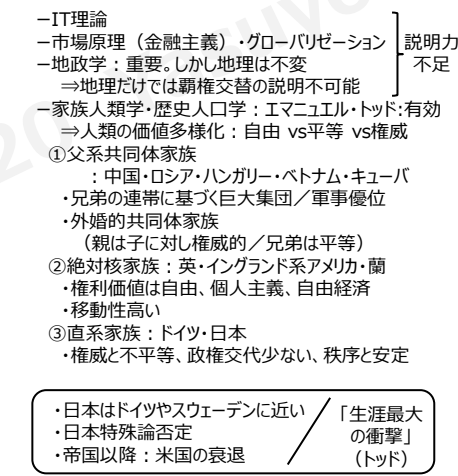 −IT理論
−市場原理（金融主義）・グローバリゼーション
−地政学：重要。しかし地理は不変
⇒地理だけでは覇権交替の説明不可能
説明力
不足
−家族人類学・歴史人口学：エマニュエル・トッド:有効
⇒人類の価値多様化：自由 vs平等 vs権威
①父系共同体家族
：中国・ロシア・ハンガリー・ベトナム・キューバ
・兄弟の連帯に基づく巨大集団／軍事優位
・外婚的共同体家族
（親は子に対し権威的／兄弟は平等）
②絶対核家族：英・イングランド系アメリカ・蘭
・権利価値は自由、個人主義、自由経済
・移動性高い
③直系家族：ドイツ・日本
・権威と不平等、政権交代少ない、秩序と安定
・日本はドイツやスウェーデンに近い
・日本特殊論否定
・帝国以降：米国の衰退
「生涯最大
の衝撃」
（トッド）